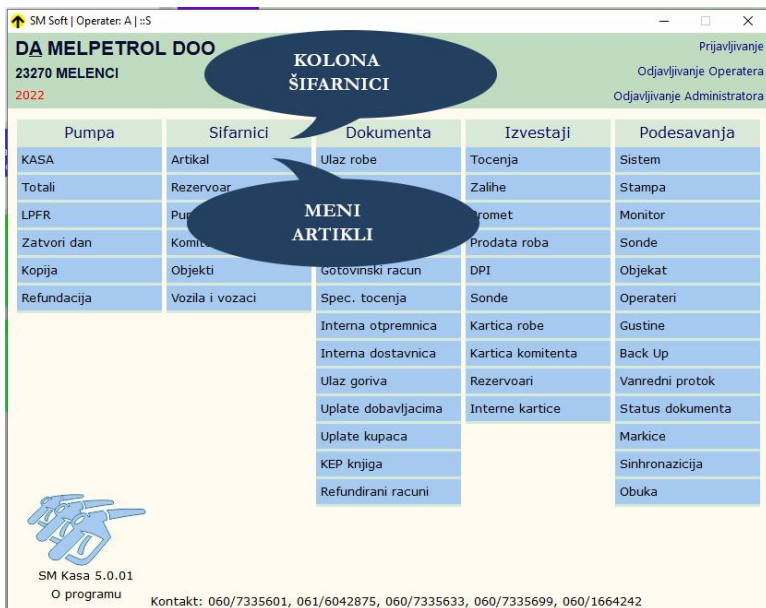 SM Soft | Operater: A | ::S
DA MELPETROL DOO
23270 MELENCI
2022
Prijavljivanje
Odjavljivanje Operatera
Odjavljivanje Administratora
KOLONA
ŠIFARNICI
MENI
ARTIKLI
Pumpa
KASA
Totali
LPFR
Zatvori dan
Kopija
Refundacija
Sifarnici
Artikal
Rezervoar
Objekti
Vozila i vozaci
Dokumenta
Ulaz robe
Gotovinski racun
Spec. tocenja
Interna otpremnica
Interna dostavnica
Ulaz goriva
Uplate dobavljacima
Uplate kupaca
KEP knjiga
Refundirani racuni
Izvestaji
Tocenja
Zalihe
Promet
Prodata roba
DPI
Sonde
Kartica robe
Kartica komitenta
Rezervoari
Interne kartice
Podesavanja
Sistem
Stampa
Monitor
Sonde
Objekat
Operateri
Gustine
Back Up
Vanredni protok
Status dokumenta
Markice
Sinhronazicija
Obuka
SM Kasa 5.0.01
O programu
Kontakt: 060/7335601, 061/6042875, 060/7335633, 060/7335699, 060/1664242